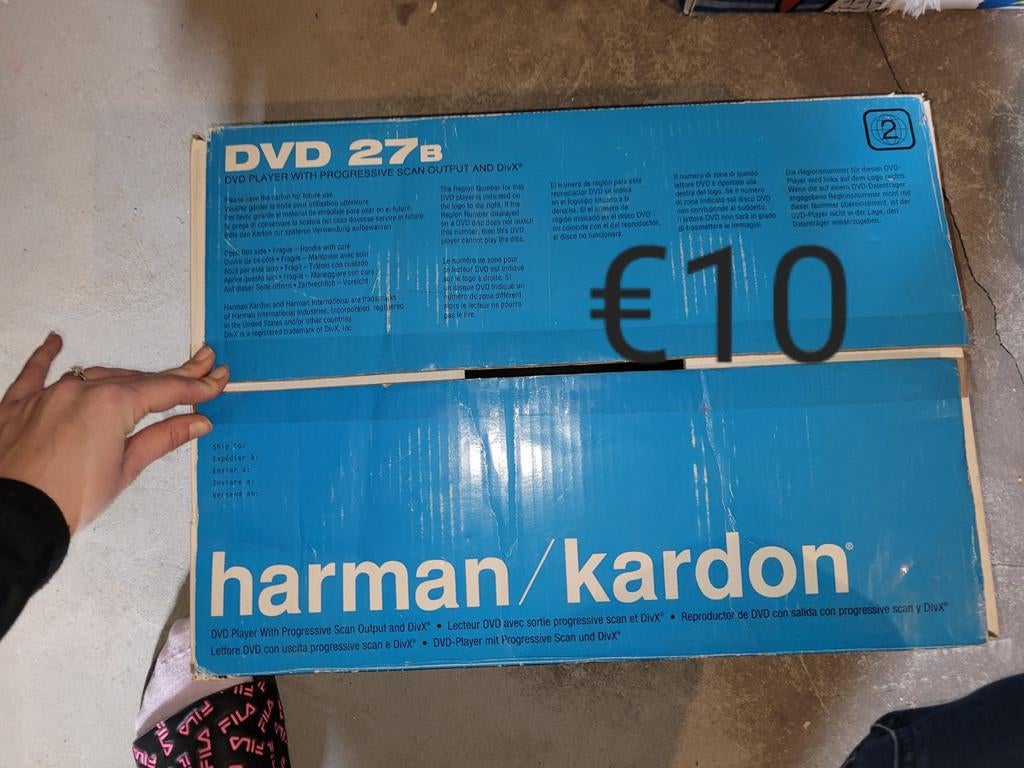 2
DVD 27B
DVD PLAYER WITH PROGRESSIVE SCAN OUTPUT AND DivX®
Please save the carton for future use.
Veuillez garder la boîte pour utilisation ultérieure.
Por favor guarde el material de embalaje para usar en el futuro.
Si prega di conservare la scatola nel caso dovesse servire in futuro.
Bitte den Karton zur späteren Verwendung aufbewahren
Open this side • Fragile – Handle with care
Ouvrir de ce côté • Fragile – Manipuler avec soin
Abra por este lado • Frágil – Trátelo con cuidado
Aprire questo lato • Fragile – Maneggiare con cura
Auf dieser Seite öffnen • Zerbrechlich – Vorsicht
Harman Kardon and Harman International are trademarks
of Harman International Industries, Incorporated, registered
in the United States and/or other countries.
DivX is a registered trademark of DivX, Inc.
The Region Number for this
DVD player is indicated on
the logo to the right. If the
Region Number displayed
on a DVD disc does not match
this number, then this DVD
player cannot play the disc.
Le numéro de zone pour
ce lecteur DVD est indiqué
sur le logo à droite. Si
un disque DVD indique un
numéro de zone différent,
alors le lecteur ne pourra
pas le lire.
El número de región para este
reproductor DVD se indica
en el logotipo situado a la
derecha. Si el número de
región indicado en el disco DVD
no coincide con el del reproductor,
el disco no funcionará.
Il numero di zona di questo
lettore DVD è riportato alla
destra del logo. Se il numero
di zona indicato sul disco DVD
non corrisponde al suddetto,
il lettore DVD non sarà in grado
di trasmettere le immagini.
Die Regionsnummer für diesen DVD-
Player wird links auf dem Logo rechts.
Wenn die auf einem DVD-Datenträger
angegebene Regionsnummer nicht mit
dieser Nummer übereinstimmt, ist der
DVD-Player nicht in der Lage, den
Datenträger wiederzugeben.
€10
Ship to:
Expédier à:
Enviar a:
Inviare a:
Versand an:
harman/kardon®
DVD Player With Progressive Scan Output and DivX® • Lecteur DVD avec sortie progressive scan et DivX® • Reproductor de DVD con salida con progressive scan y DivX®
Lettore DVD con uscita progressive scan e DivX® • DVD-Player mit Progressive Scan und DivX®
FILA
FILA
FILA
FILA